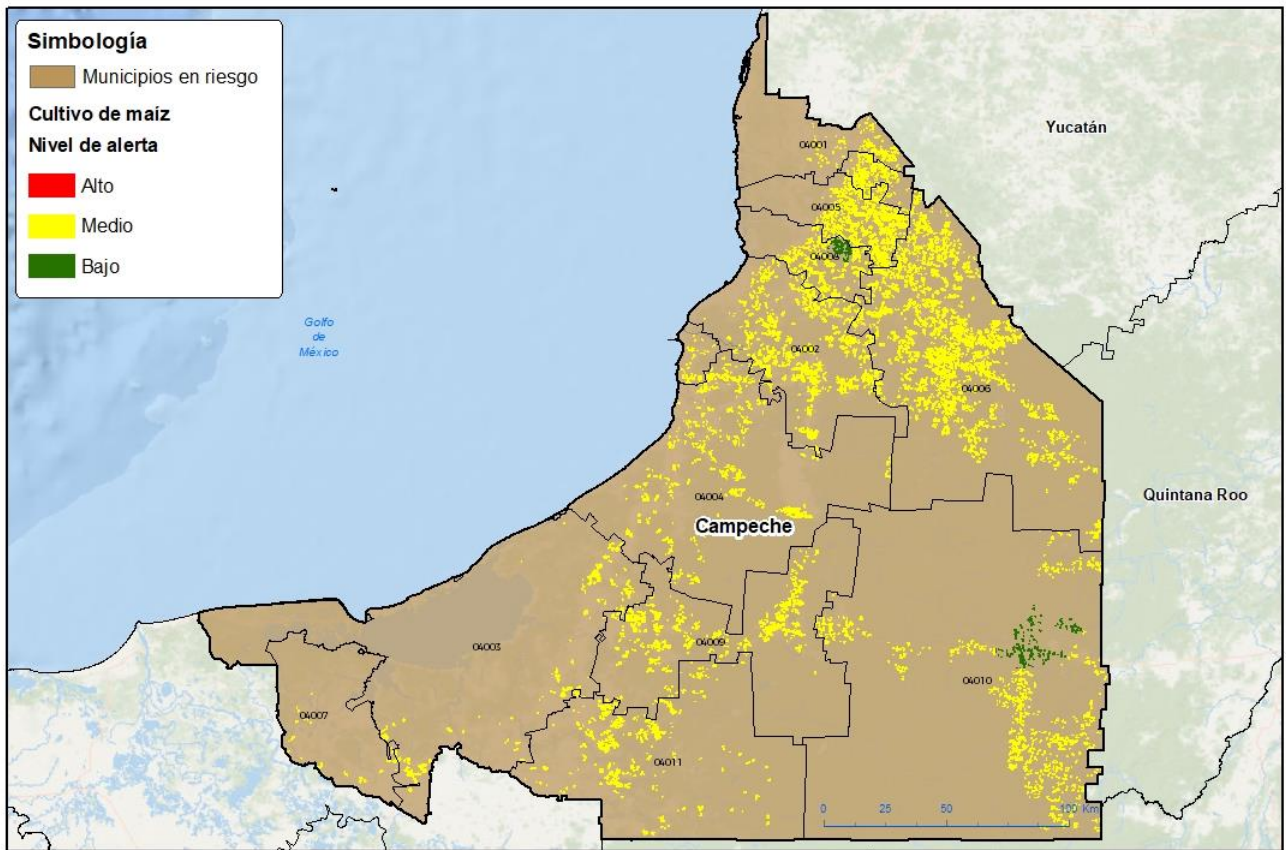 Simbología
Municipios en riesgo
Cultivo de maíz
Nivel de alerta
Alto
Medio
Bajo
Yucatán
04001
04005
04008
Golfo
de
México
04002
04006
04004
Quintana Roo
Campeche
04003
04009
04010
04007
04011
0 25 50 100 Km